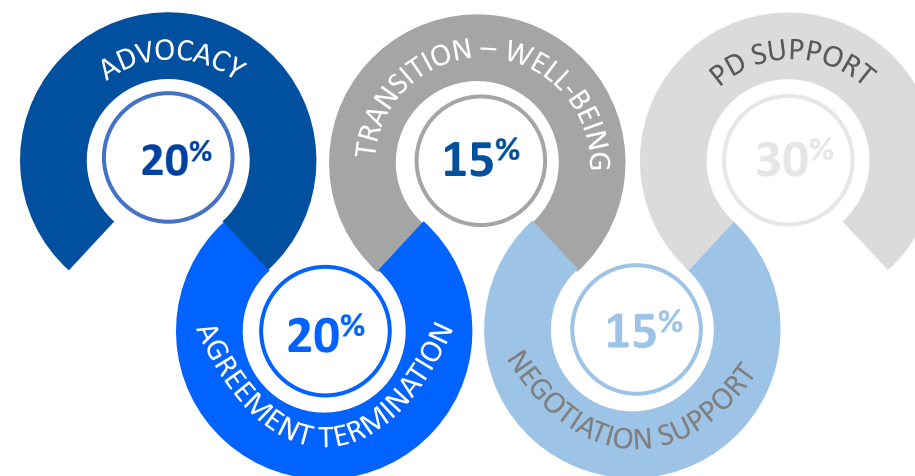 ADVOCACY
20%
AGREEMENT TERMINATION
20%
TRANSITION – WELL-BEING
15%
NEGOTIATION SUPPORT
15%
PD SUPPORT
30%